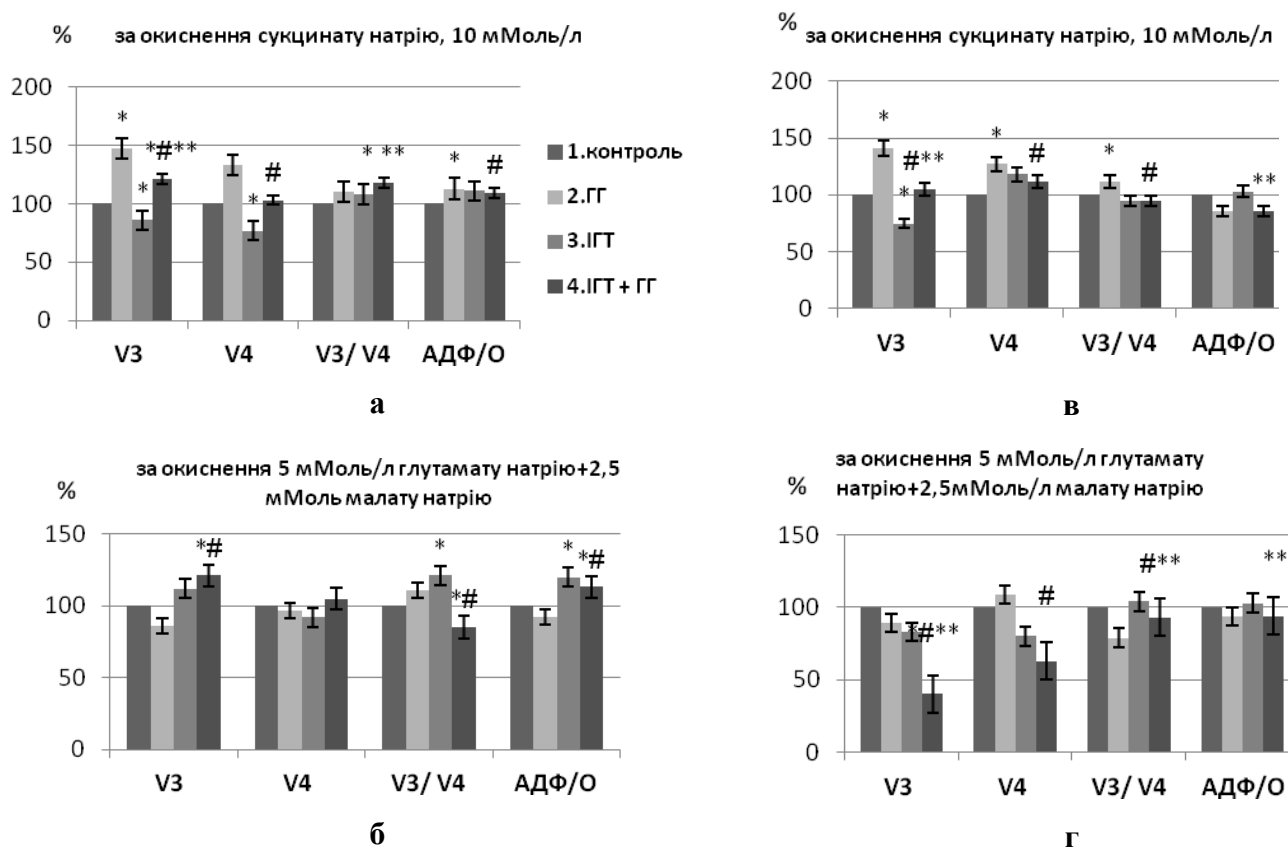 % за окиснення сукцинату натрію, 10 мМоль/л
200
150
100
50
0
* *#** * * # * ** * #
V3 V4 V3/ V4 АДФ/О
1.контроль
2.ГГ
3.ІГТ
4.ІГТ + ГГ
а
% за окиснення сукцинату натрію, 10 мМоль/л
200
150
100
50
0
* #** * * # * # **
V3 V4 V3/ V4 АДФ/О
в
за окиснення 5 мМоль/л глутамату натрію+2,5
% мМоль малату натрію
150
100
50
0
*# * *# * *#
V3 V4 V3/ V4 АДФ/О
б
за окиснення 5 мМоль/л глутамату
% натрію+2,5мМоль/л малату натрію
150
100
50
0
*#** # #** **
V3 V4 V3/ V4 АДФ/О
г